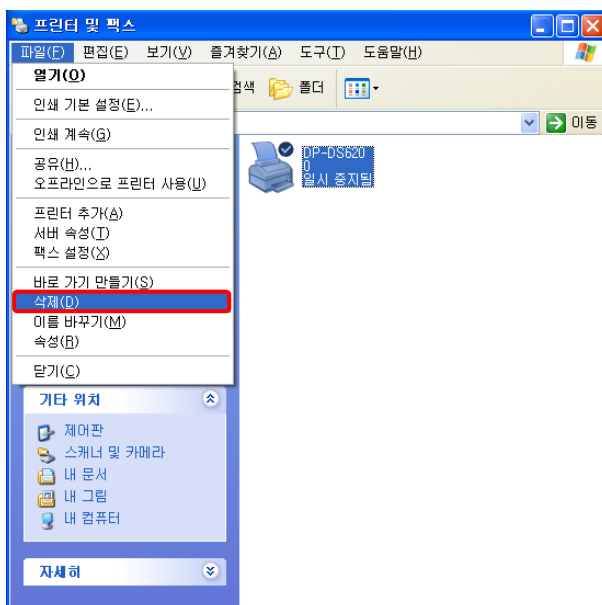 프린터 및 팩스
파일(F) 편집(E) 보기(V) 즐겨찾기(A) 도구(T) 도움말(H)
열기(O)
검색 폴더
인쇄 기본 설정(E)...
이동
인쇄 계속(G)
공유(H)...
오프라인으로 프린터 사용(U)
DP-DS620
0
일시 중지됨
프린터 추가(A)
서버 속성(T)
팩스 설정(X)
바로 가기 만들기(S)
삭제(D)
이름 바꾸기(M)
속성(R)
닫기(C)
기타 위치
제어판
스캐너 및 카메라
내 문서
내 그림
내 컴퓨터
자세히